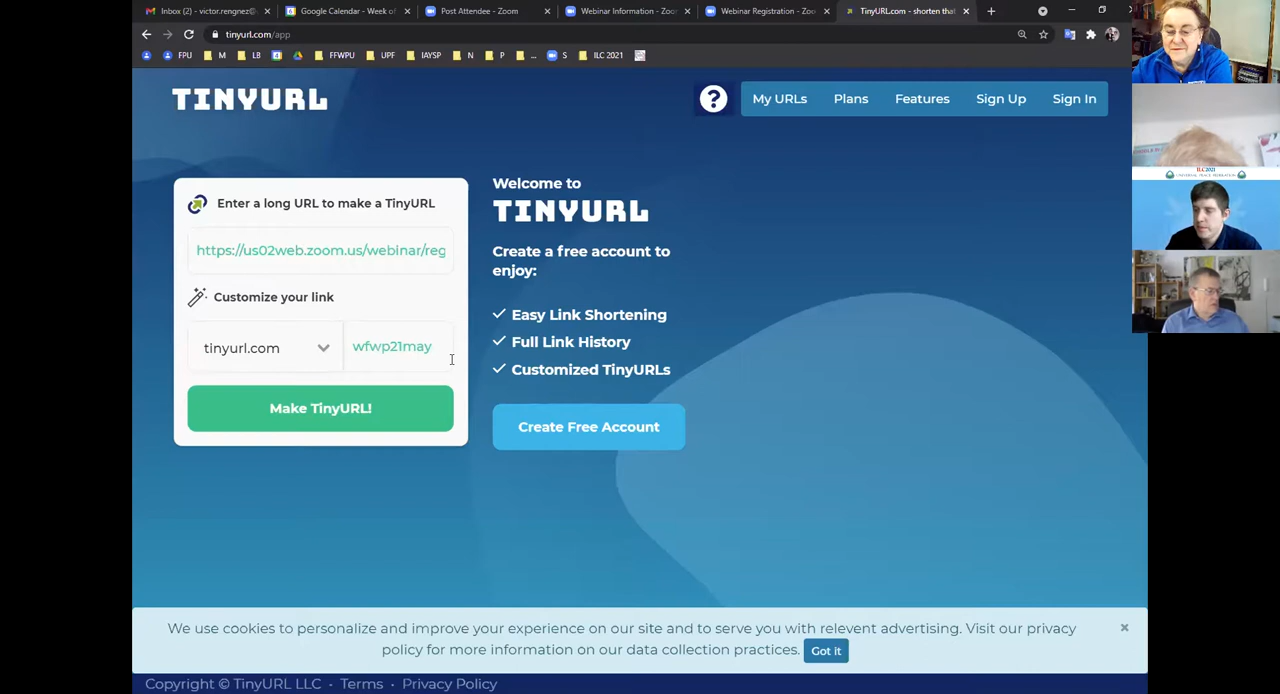 Inbox (2) - victor.rengnez@
Google Calendar - Week of
Post Attendee - Zoom
Webinar Information - Zoo
Webinar Registration - Zoo
TinyURL.com - shorten that
tinyurl.com/app
FPU
M
LB
FFWPU
UPF
IAYSP
N
P
...
S
ILC 2021
TINYURL
?
My URLs
Plans
Features
Sign Up
Sign In
Enter a long URL to make a TinyURL
https://us02web.zoom.us/webinar/reg
Customize your link
tinyurl.com
wfwp21may
Make TinyURL!
Welcome to
TINYURL
Create a free account to
enjoy:
Easy Link Shortening
Full Link History
Customized TinyURLs
Create Free Account
We use cookies to personalize and improve your experience on our site and to serve you with relevent advertising. Visit our privacy
policy for more information on our data collection practices.
Got it
Copyright © TinyURL LLC - Terms - Privacy Policy
ILC2021
UNIVERSAL PEACE FEDERATION